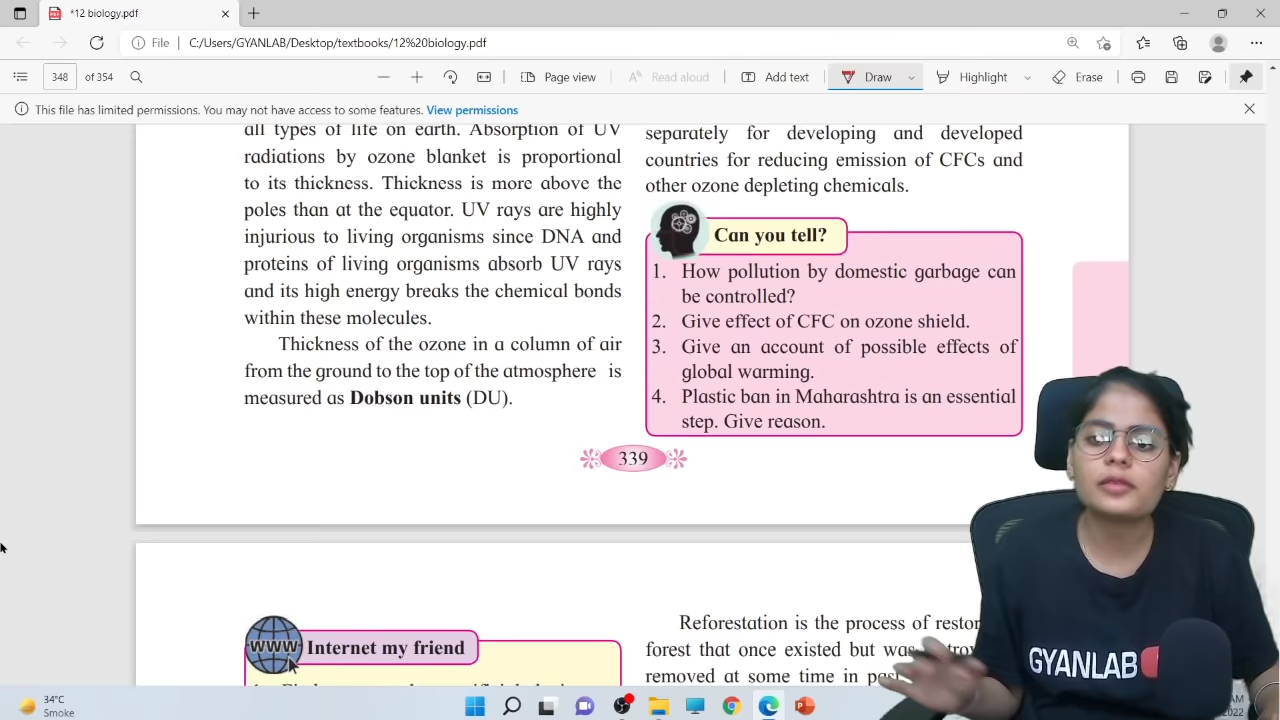 *12 biology.pdf
File
C:/Users/GYANLAB/Desktop/textbooks/12%20biology.pdf
348 of 354
Page view
Read aloud
Add text
Draw
Highlight
Erase
This file has limited permissions. You may not have access to some features. View permissions
all types of life on earth. Absorption of UV
radiations by ozone blanket is proportional
to its thickness. Thickness is more above the
poles than at the equator. UV rays are highly
injurious to living organisms since DNA and
proteins of living organisms absorb UV rays
and its high energy breaks the chemical bonds
within these molecules.
Thickness of the ozone in a column of air
from the ground to the top of the atmosphere is
measured as Dobson units (DU).
separately for developing and developed
countries for reducing emission of CFCs and
other ozone depleting chemicals.
Can you tell?
1. How pollution by domestic garbage can
be controlled?
2. Give effect of CFC on ozone shield.
3. Give an account of possible effects of
global warming.
4. Plastic ban in Maharashtra is an essential
step. Give reason.
339
WWW
Internet my friend
Reforestation is the process of
forest that once existed but was
removed at some time in
GYANLAB
34°C
Smoke